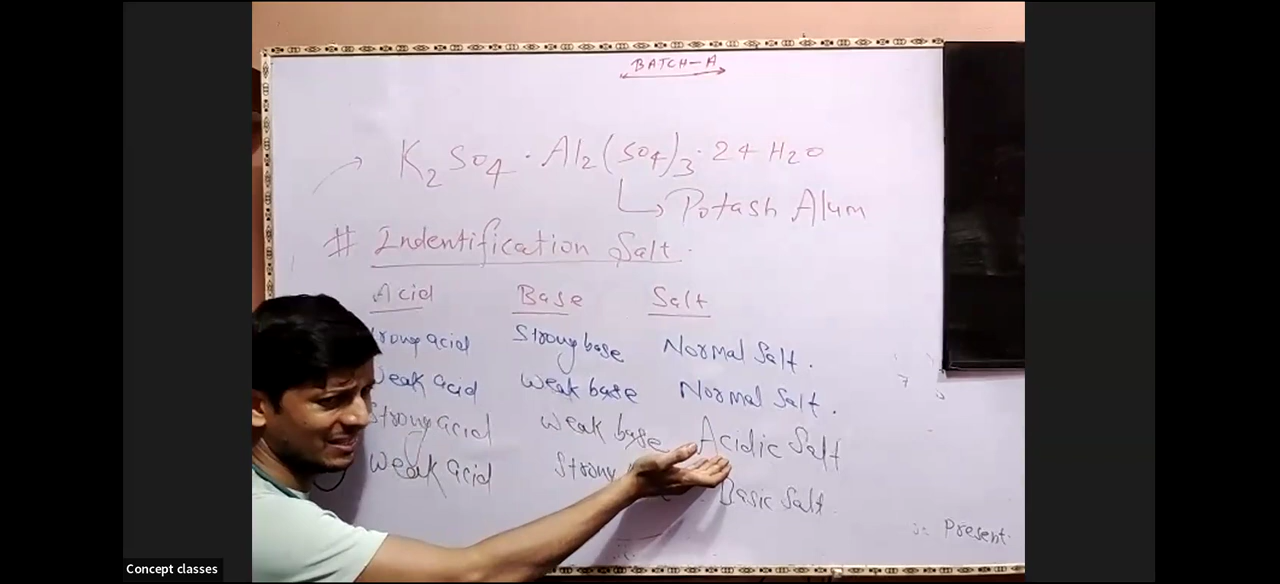 BATCH-A
K2SO4 · Al2(SO4)3 · 24 H2O
Potash Alum
# Indentification Salt.
Acid Base Salt
trong acid Strong base Normal Salt.
Weak acid Weak base Normal Salt.
Strong acid Weak base Acidic Salt
Weak acid Strong Basic Salt.
Present.
Concept classes